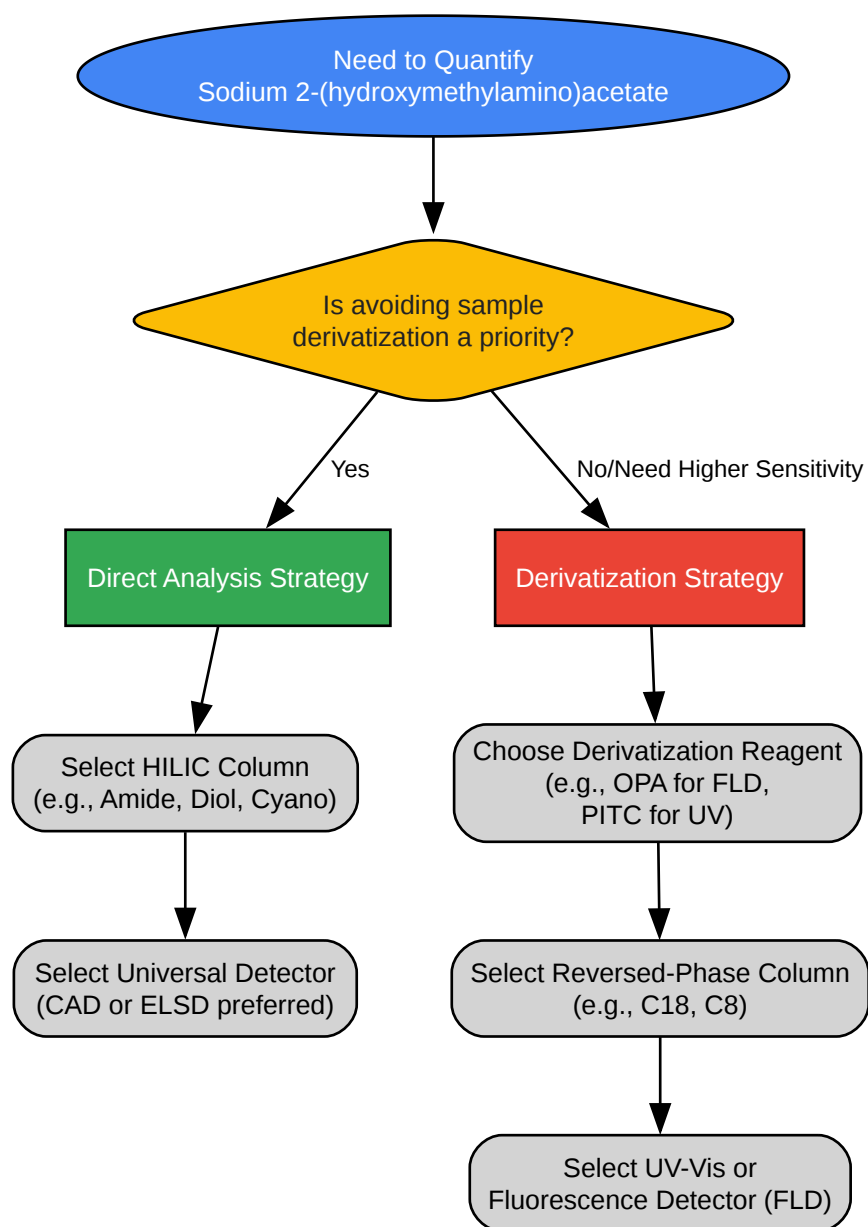 Need to Quantify
Sodium 2-(hydroxymethylamino)acetate
Is avoiding sample
derivatization a priority?
Yes
No/Need Higher Sensitivity
Direct Analysis Strategy
Derivatization Strategy
Select HILIC Column
(e.g., Amide, Diol, Cyano)
Choose Derivatization Reagent
(e.g., OPA for FLD,
PITC for UV)
Select Universal Detector
(CAD or ELSD preferred)
Select Reversed-Phase Column
(e.g., C18, C8)
Select UV-Vis or
Fluorescence Detector (FLD)